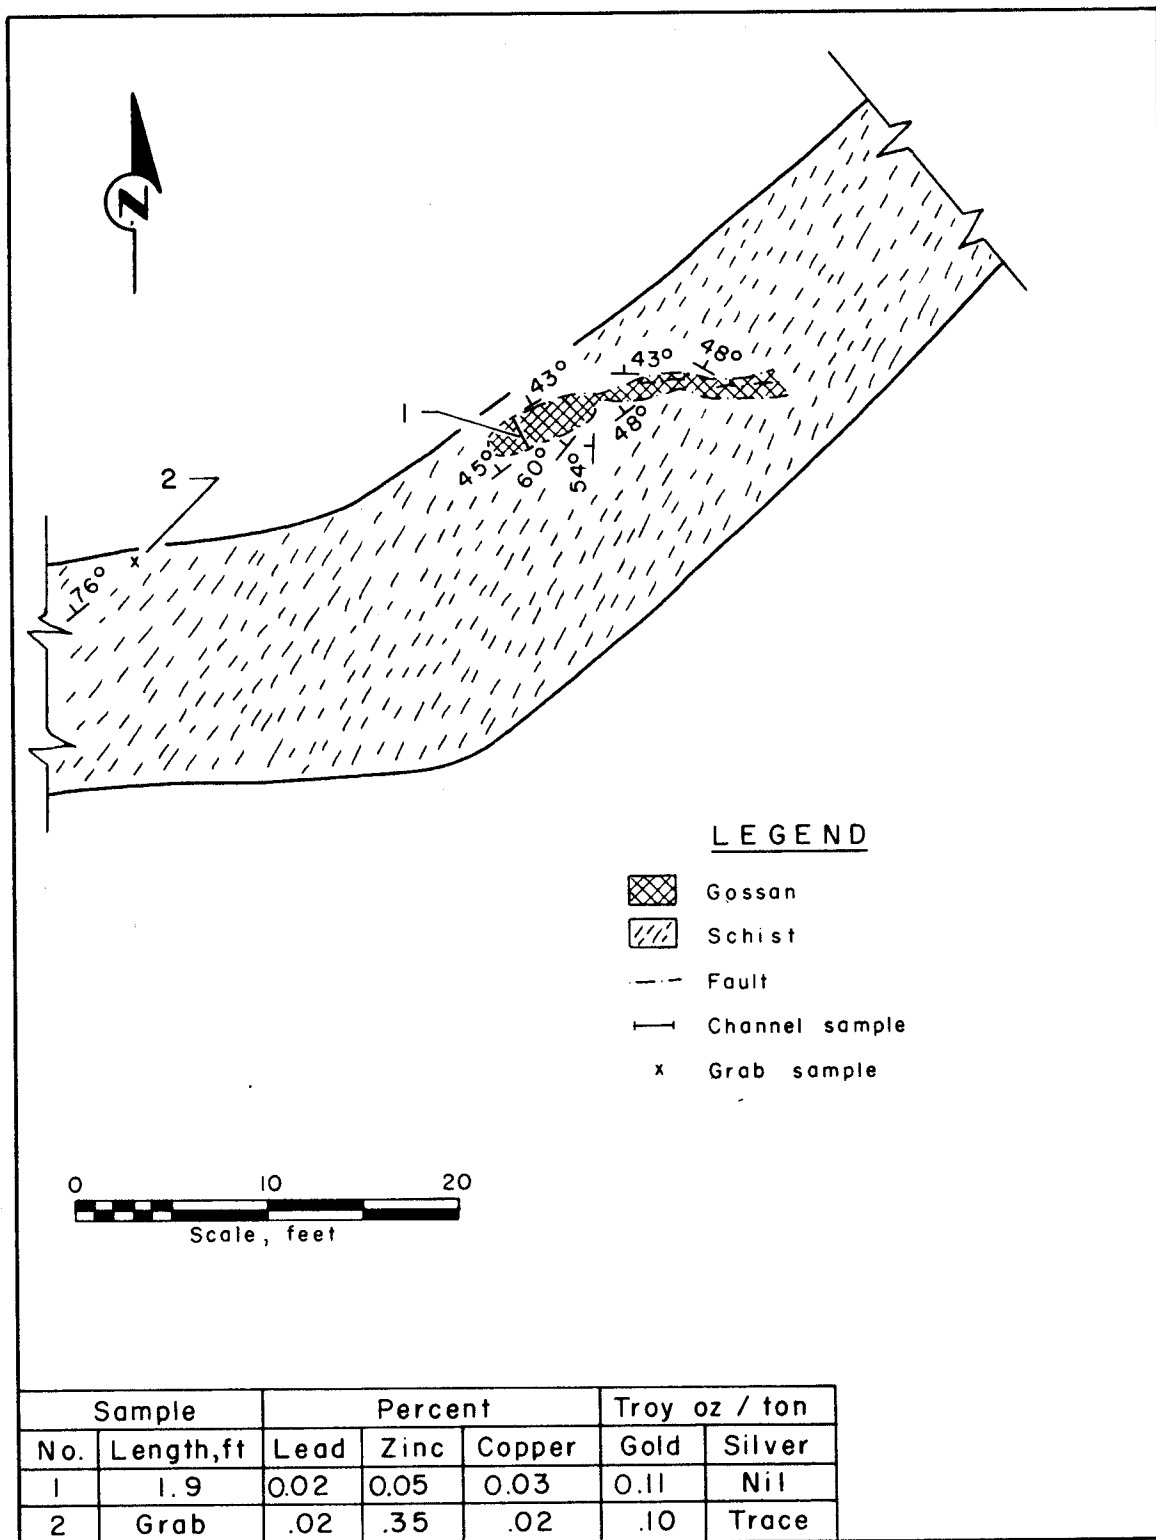 N
43°
43°
48°
1
48°
45°
60°
54°
2
76°
LEGEND
Gossan
Schist
Fault
Channel sample
x Grab sample
0 10 20
Scale, feet
Sample Percent Troy oz / ton
No. Length,ft Lead Zinc Copper Gold Silver
1 1.9 0.02 0.05 0.03 0.11 Nil
2 Grab .02 .35 .02 .10 Trace